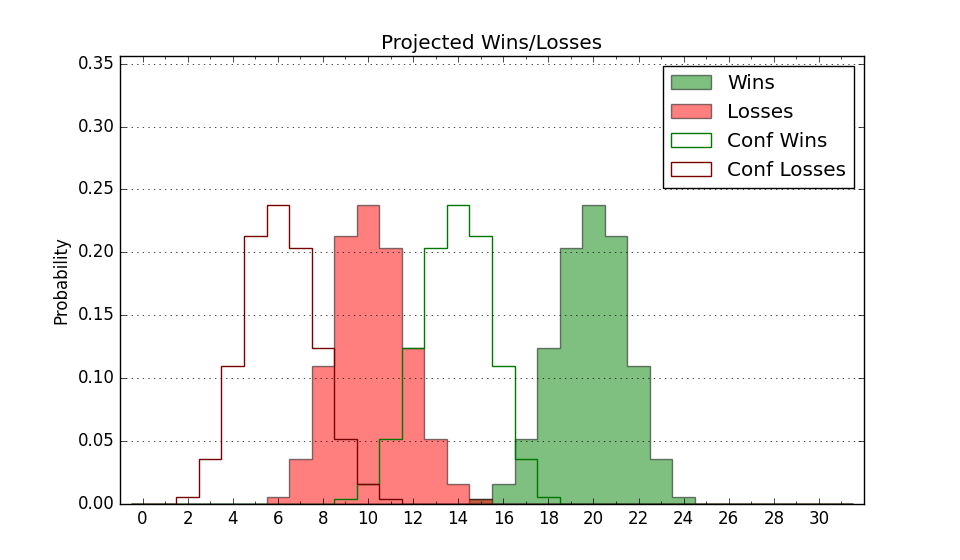 Projected Wins/Losses
0.35
0.30
0.25
0.20
0.15
0.10
0.05
0.00
Probability
Wins
Losses
Conf Wins
Conf Losses
0 2 4 6 8 10 12 14 16 18 20 22 24 26 28 30